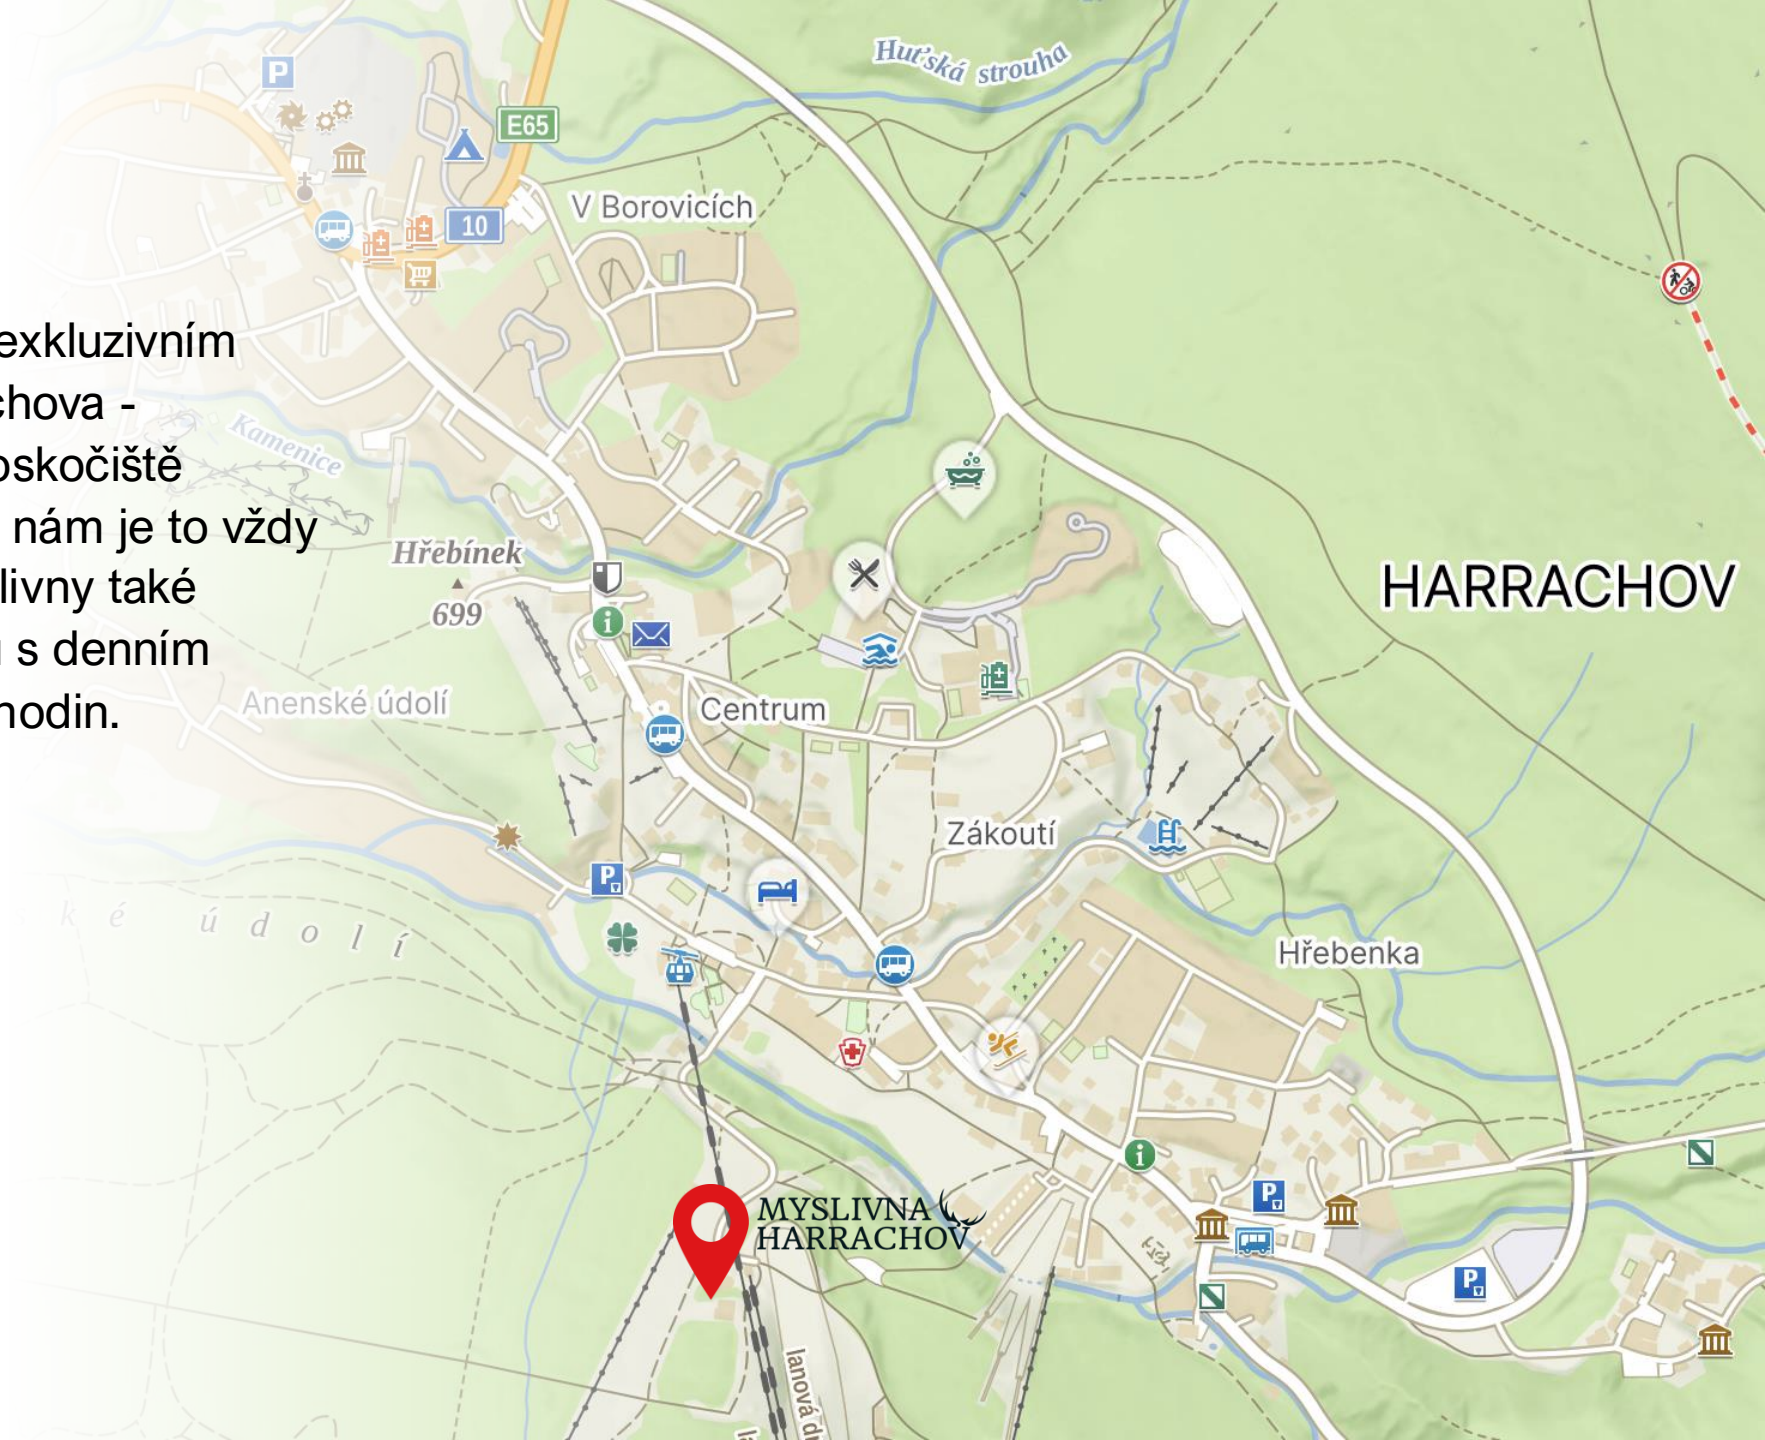 Huťská strouha
P
E65
10
V Borovicích
exkluzivním
chova -
oskočiště
nám je to vždy
livny také
s denním
hodin.
Kamenice
Hřebínek
699
HARRACHOV
Anenské údolí
Centrum
Zákoutí
P
ké údolí
Hřebenka
MYSLIVNA
HARRACHOV
P
P
lanová d